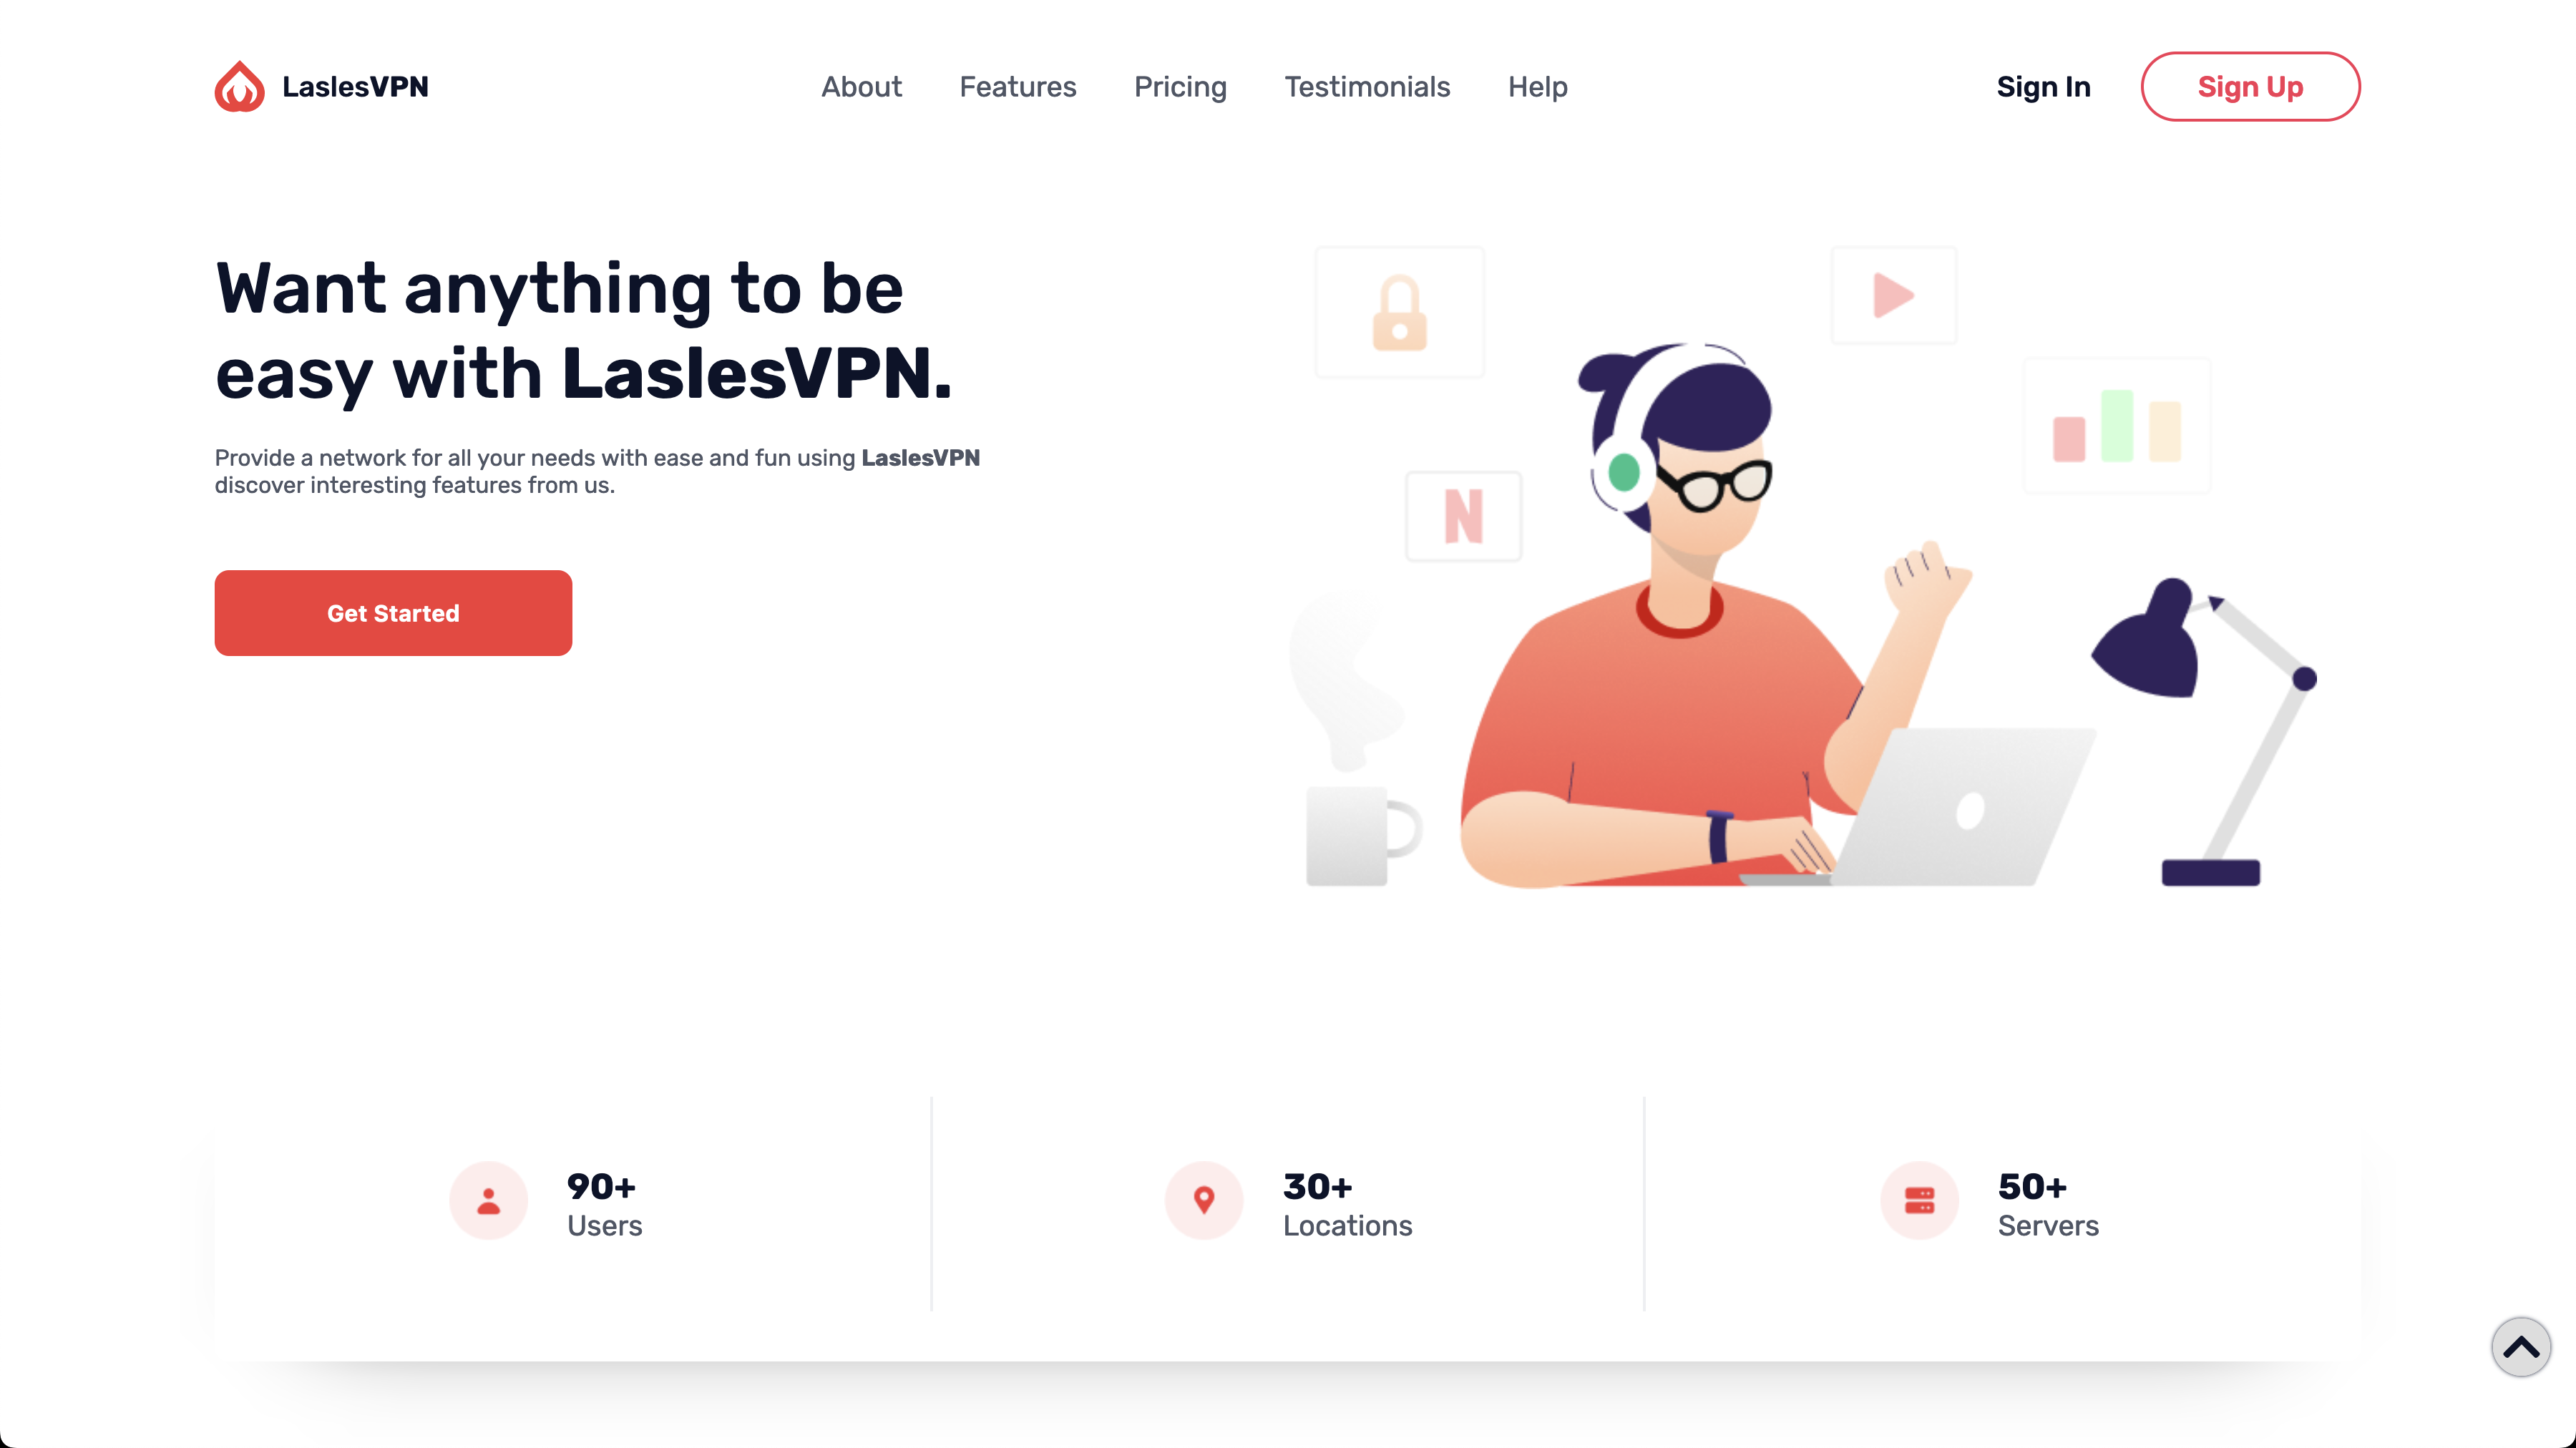 LaslesVPN
About
Features
Pricing
Testimonials
Help
Sign In
Sign Up
Want anything to be
easy with LaslesVPN.
Provide a network for all your needs with ease and fun using LaslesVPN
discover interesting features from us.
Get Started
N
90+
Users
30+
Locations
50+
Servers